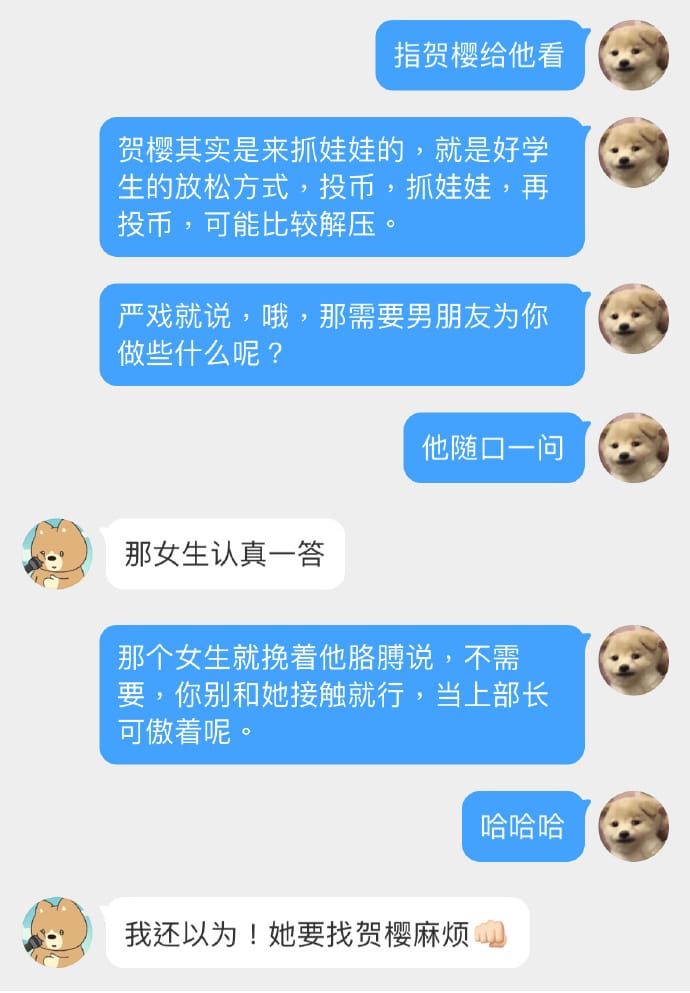 指贺樱给他看
贺樱其实是来抓娃娃的，就是好学
生的放松方式，投币，抓娃娃，再
投币，可能比较解压。
严戏就说，哦，那需要男朋友为你
做些什么呢？
他随口一问
那女生认真一答
那个女生就挽着他胳膊说，不需
要，你别和她接触就行，当上部长
可傲着呢。
哈哈哈
我还以为！她要找贺樱麻烦👊🏻